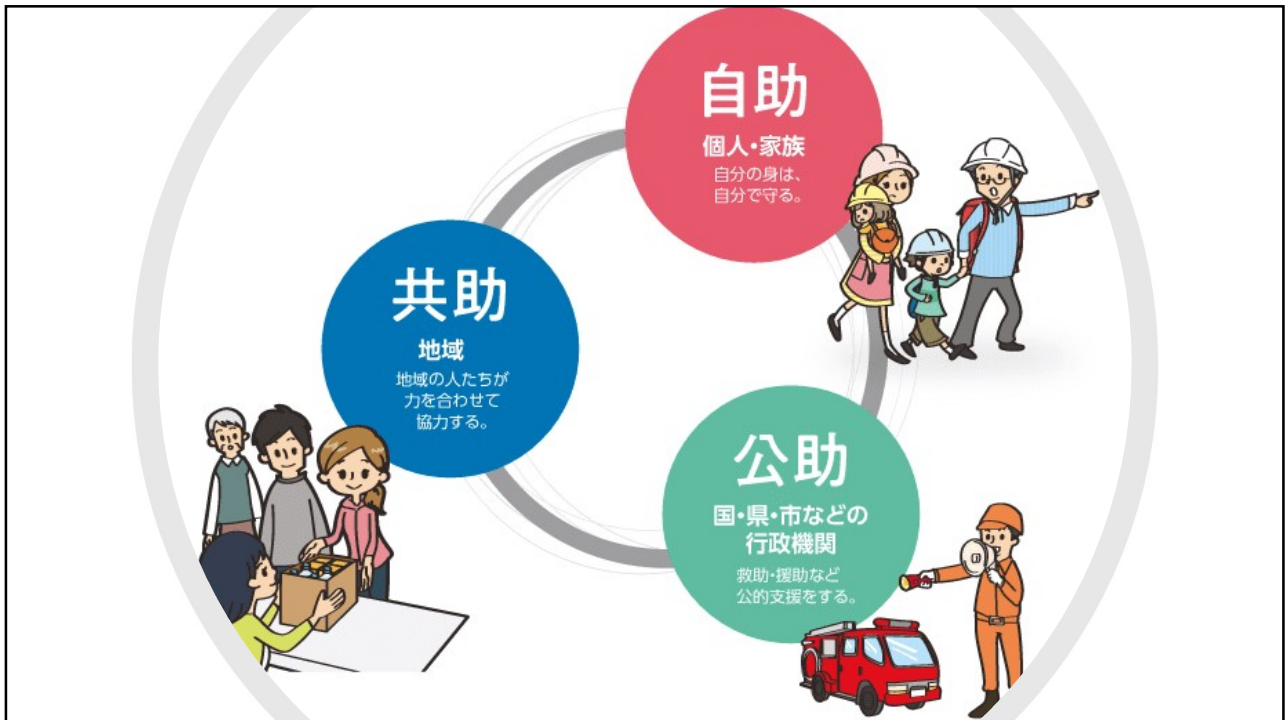 自助
個人・家族
自分の身は、
自分で守る。
共助
地域
地域の人たちが
力を合わせて
協力する。
公助
国・県・市などの
行政機関
救助・援助など
公的支援をする。